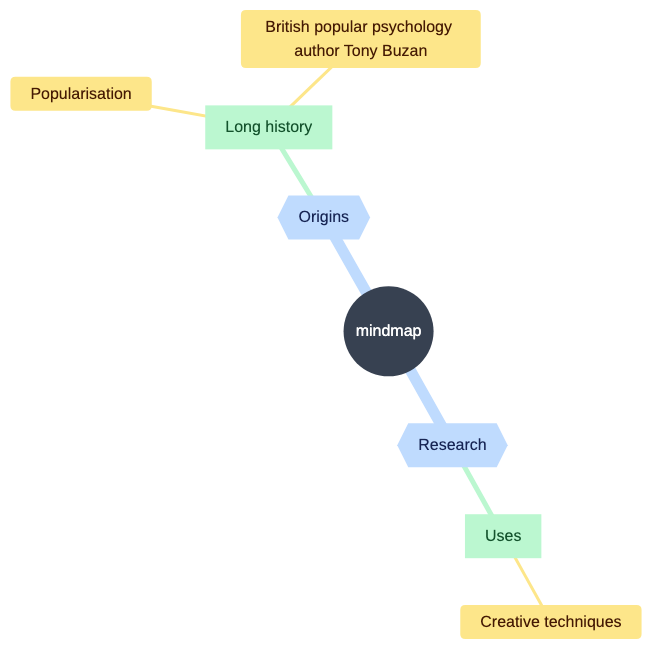 British popular psychology
author Tony Buzan
Popularisation
Long history
Origins
mindmap
Research
Uses
Creative techniques